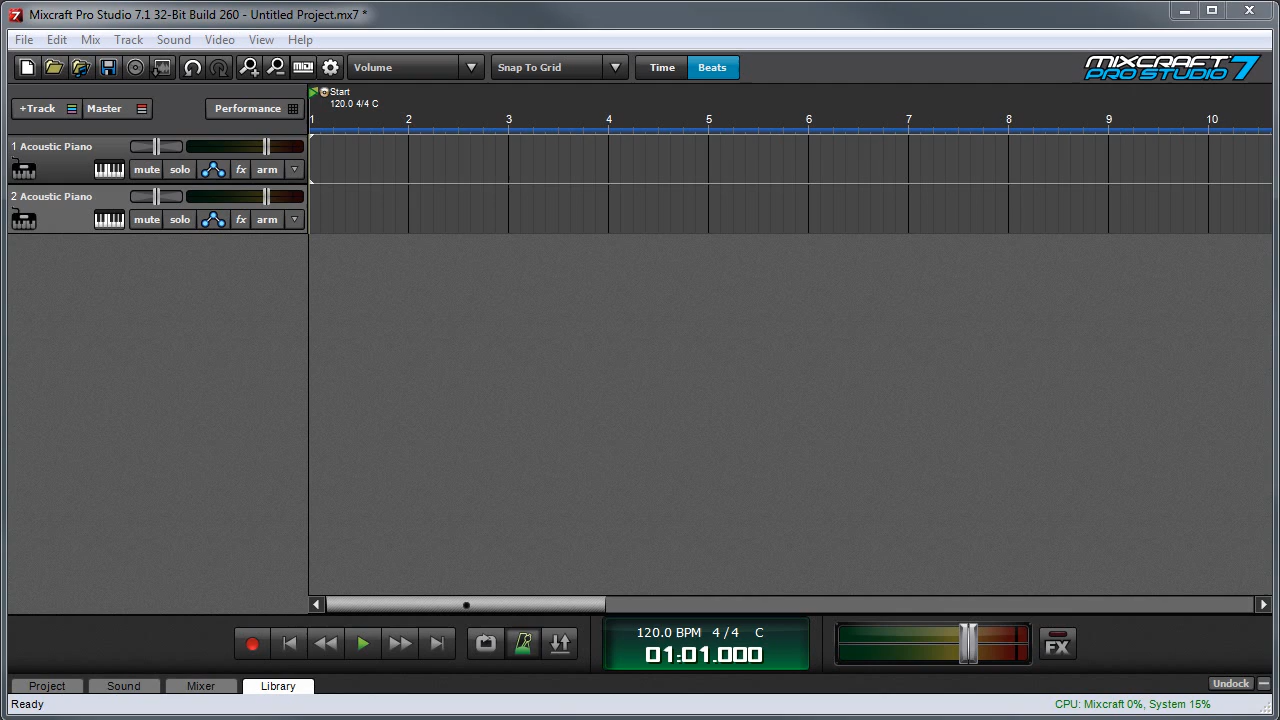 Mixcraft Pro Studio 7.1 32-Bit Build 260 - Untitled Project.mx7 *
File Edit Mix Track Sound Video View Help
Volume Snap To Grid Time Beats
MIXCRAFT PRO STUDIO 7
+Track Master Performance
Start
120.0 4/4 C
1 2 3 4 5 6 7 8 9 10
1 Acoustic Piano
mute solo fx arm
2 Acoustic Piano
mute solo fx arm
120.0 BPM 4 / 4 C
01:01.000
FX
Project Sound Mixer Library
Undock
Ready
CPU: Mixcraft 0%, System 15%